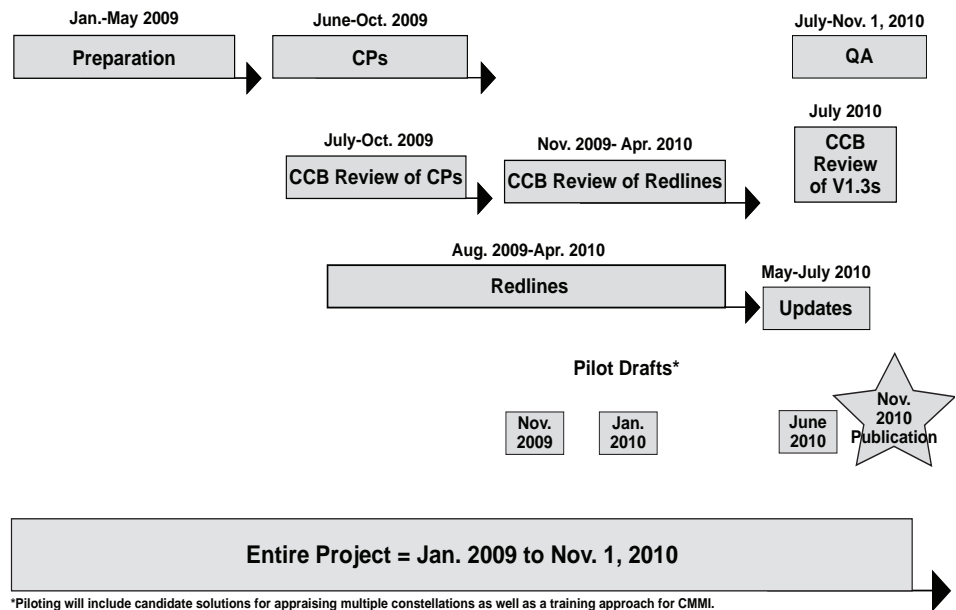 Jan.-May 2009
June-Oct. 2009
July-Nov. 1, 2010
Preparation
CPs
QA
July-Oct. 2009
Nov. 2009- Apr. 2010
July 2010
CCB Review of CPs
CCB Review of Redlines
CCB
Review
of V1.3s
Aug. 2009-Apr. 2010
May-July 2010
Redlines
Updates
Pilot Drafts*
Nov.
2009
Jan.
2010
June
2010
Nov.
2010
Publication
Entire Project = Jan. 2009 to Nov. 1, 2010
*Piloting will include candidate solutions for appraising multiple constellations as well as a training approach for CMMI.